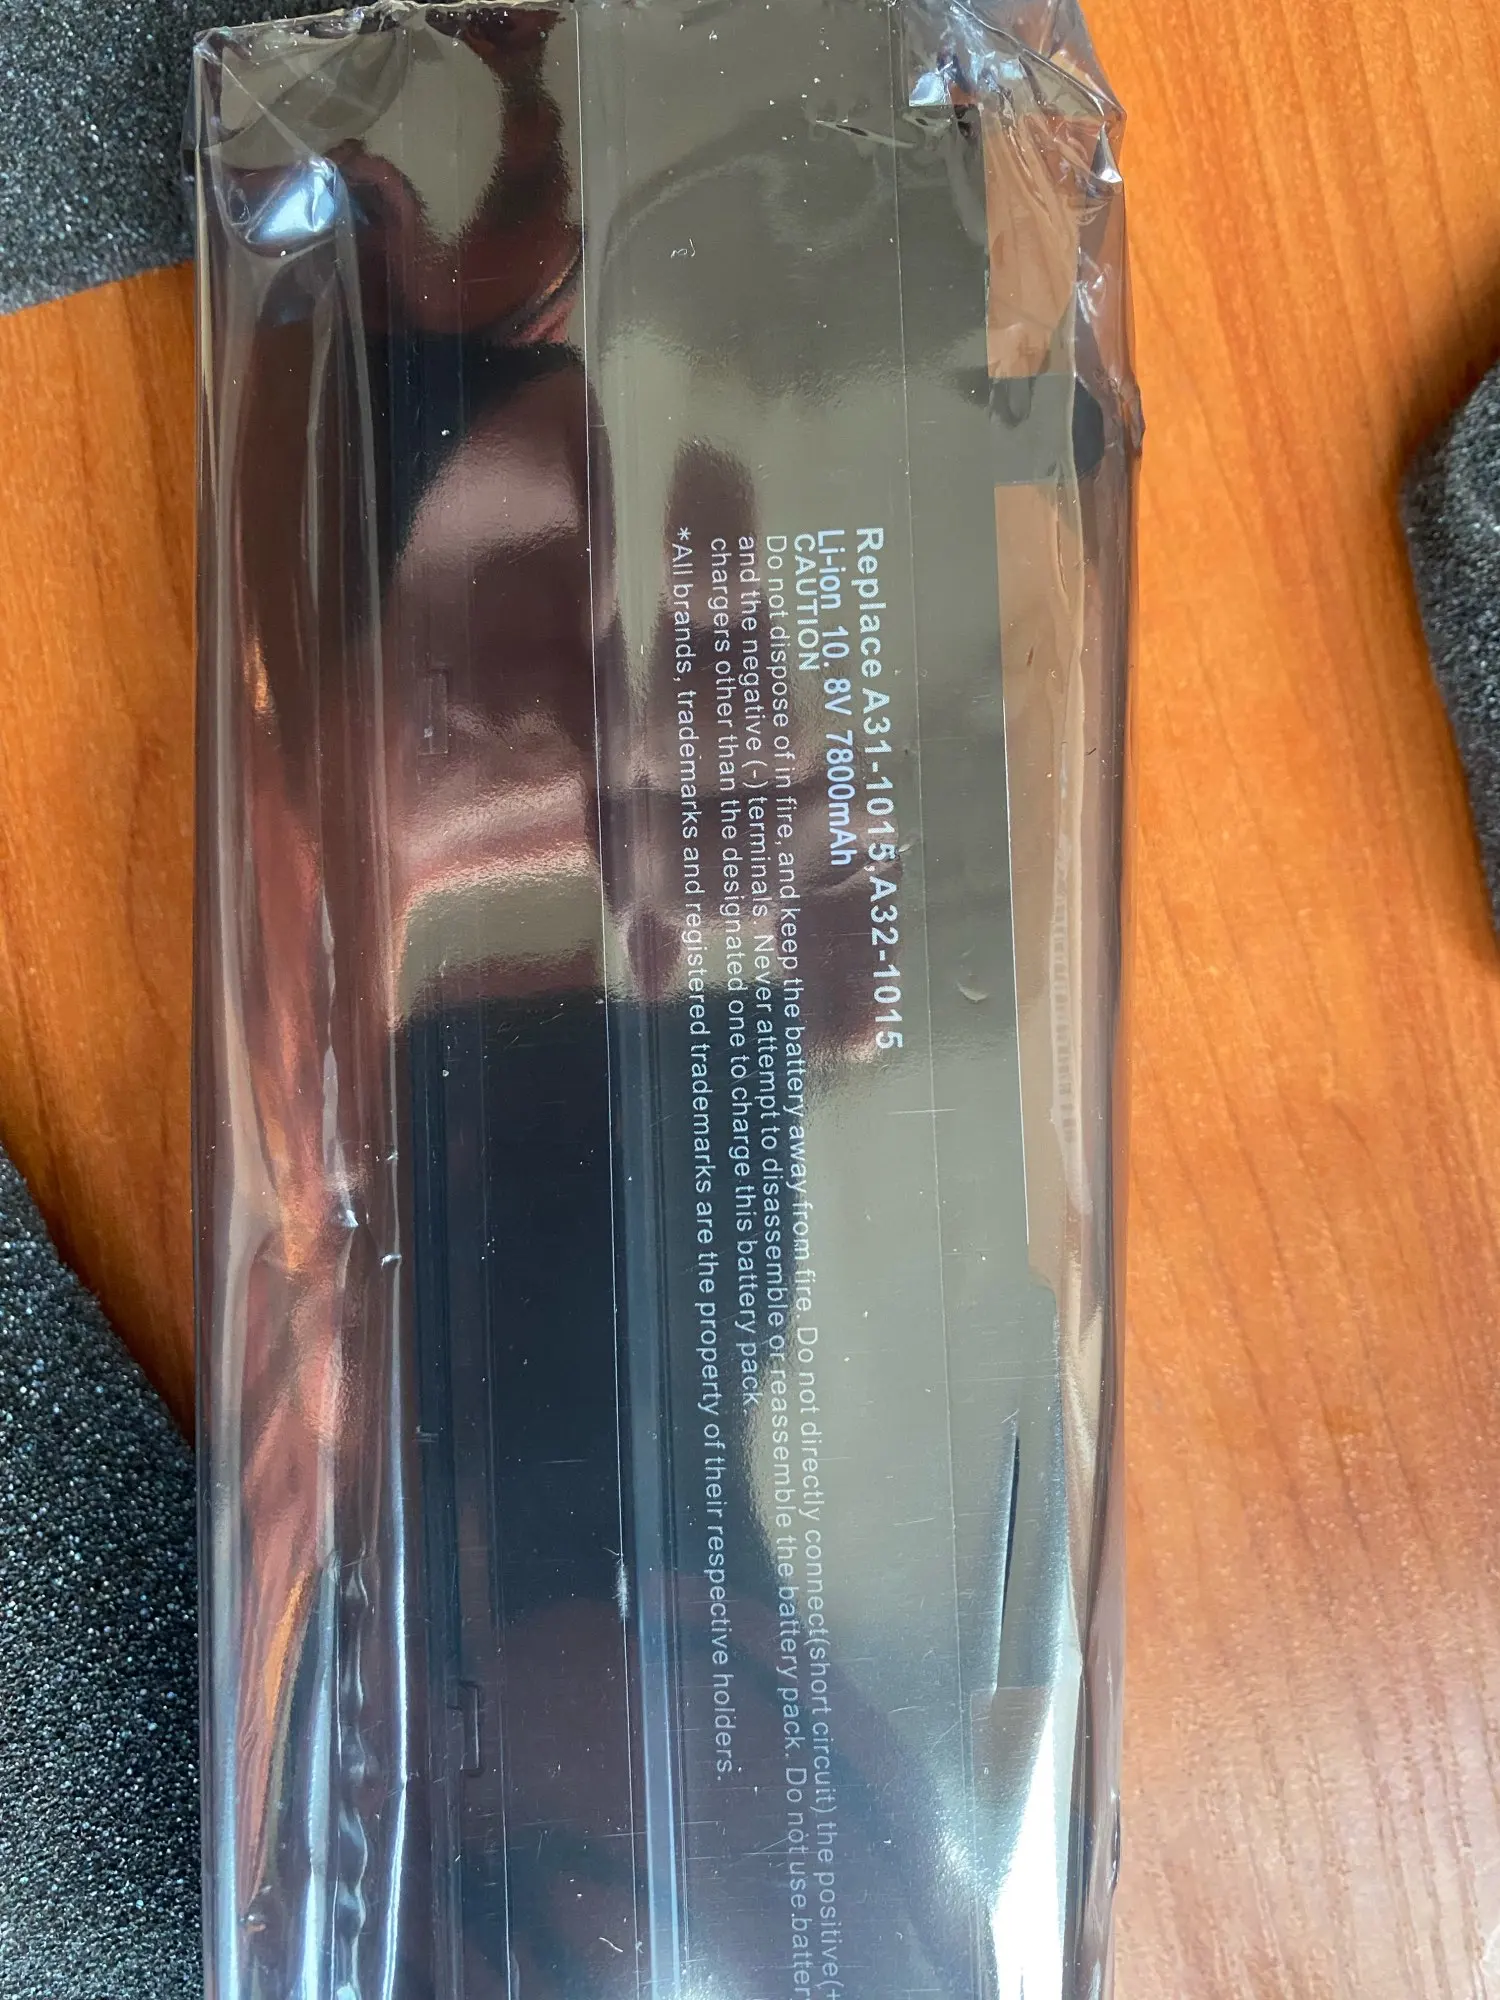 Replace A31-1015,A32-1015
Li-ion 10.8V 7800mAh
CAUTION
Do not dispose of in fire, and keep the battery away from fire. Do not directly connect(short circuit) the positive(+
and the negative (-) terminals. Never attempt to disassemble or reassemble the battery pack. Do not use batter
chargers other than the designated one to charge this battery pack
*All brands, trademarks and registered trademarks are the property of their respective holders.